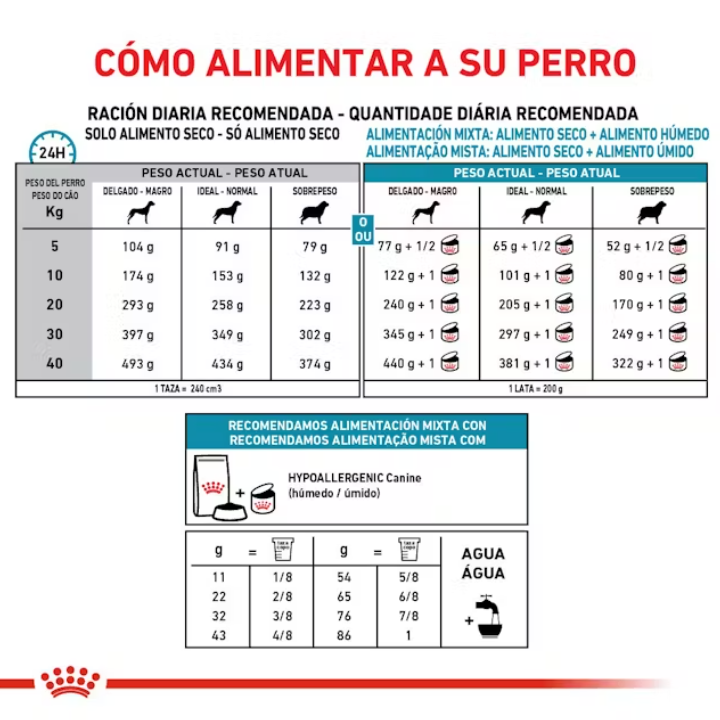 CÓMO ALIMENTAR A SU PERRO
RACIÓN DIARIA RECOMENDADA - QUANTIDADE DIÁRIA RECOMENDADA
SOLO ALIMENTO SECO - SÓ ALIMENTO SECO
ALIMENTACIÓN MIXTA: ALIMENTO SECO + ALIMENTO HÚMEDO
ALIMENTAÇÃO MISTA: ALIMENTO SECO + ALIMENTO ÚMIDO
24H
PESO DEL PERRO
PESO DO CÃO
Kg
PESO ACTUAL - PESO ATUAL
PESO ACTUAL - PESO ATUAL
DELGADO - MAGRO IDEAL - NORMAL SOBREPESO
DELGADO - MAGRO IDEAL - NORMAL SOBREPESO
O
OU
5 104 g 91 g 79 g 77 g + 1/2 65 g + 1/2 52 g + 1/2
10 174 g 153 g 132 g 122 g + 1 101 g + 1 80 g + 1
20 293 g 258 g 223 g 240 g + 1 205 g + 1 170 g + 1
30 397 g 349 g 302 g 345 g + 1 297 g + 1 249 g + 1
40 493 g 434 g 374 g 440 g + 1 381 g + 1 322 g + 1
1 TAZA = 240 cm3 1 LATA = 200 g
RECOMENDAMOS ALIMENTACIÓN MIXTA CON
RECOMENDAMOS ALIMENTAÇÃO MISTA COM
+
HYPOALLERGENIC Canine
(húmedo / úmido)
g = g =
11 1/8 54 5/8
22 2/8 65 6/8
32 3/8 76 7/8
43 4/8 86 1
AGUA
ÁGUA
+